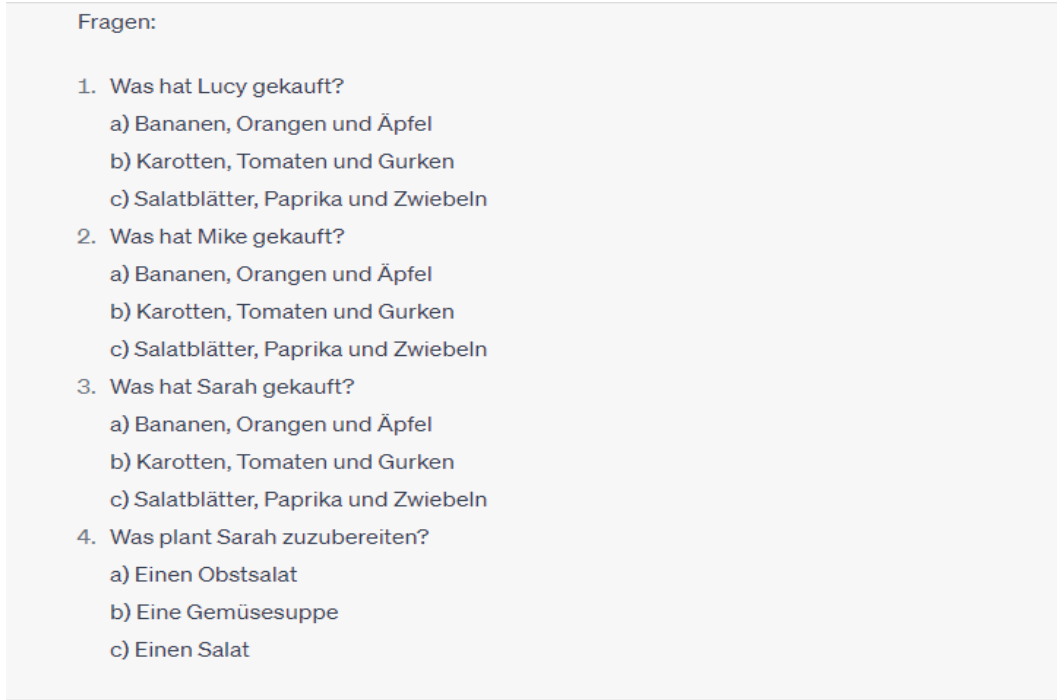 Fragen:
1. Was hat Lucy gekauft?
a) Bananen, Orangen und Äpfel
b) Karotten, Tomaten und Gurken
c) Salatblätter, Paprika und Zwiebeln
2. Was hat Mike gekauft?
a) Bananen, Orangen und Äpfel
b) Karotten, Tomaten und Gurken
c) Salatblätter, Paprika und Zwiebeln
3. Was hat Sarah gekauft?
a) Bananen, Orangen und Äpfel
b) Karotten, Tomaten und Gurken
c) Salatblätter, Paprika und Zwiebeln
4. Was plant Sarah zuzubereiten?
a) Einen Obstsalat
b) Eine Gemüsesuppe
c) Einen Salat